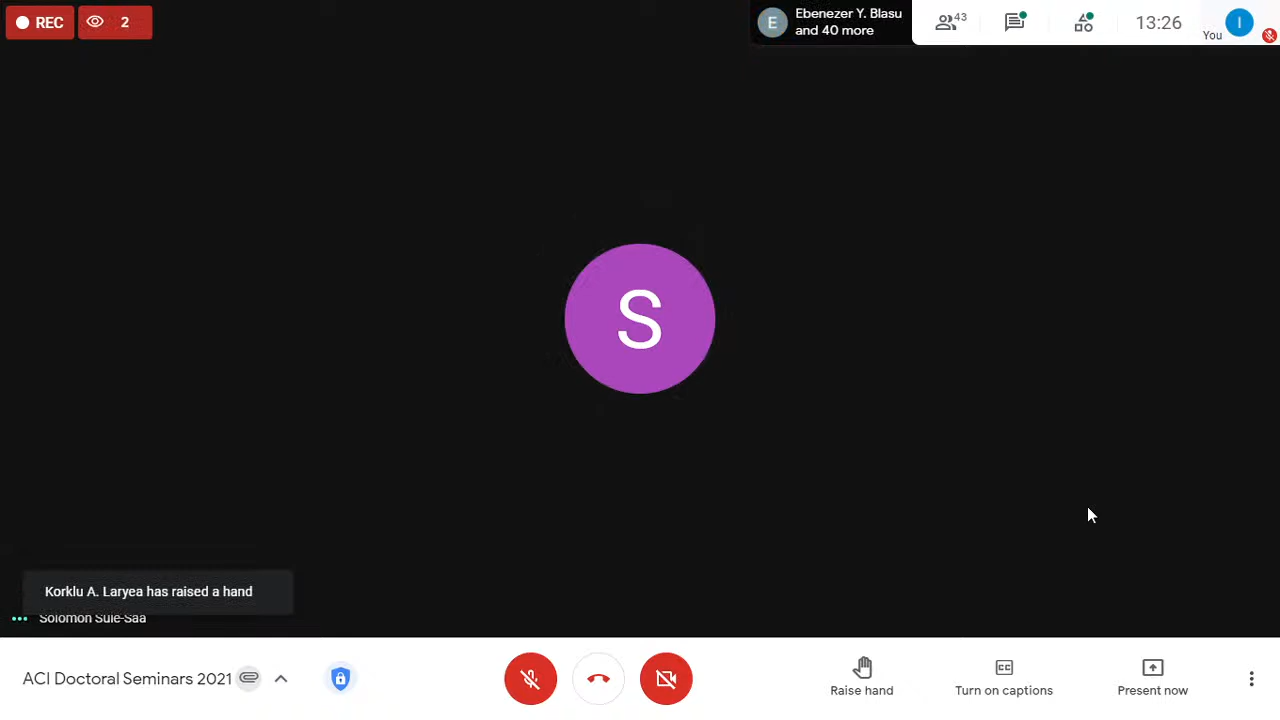 REC
2
E
Ebenezer Y. Blasu
and 40 more
43
13:26
You
I
S
Korklu A. Laryea has raised a hand
Solomon Sule-Saa
ACI Doctoral Seminars 2021
Raise hand
CC
Turn on captions
Present now